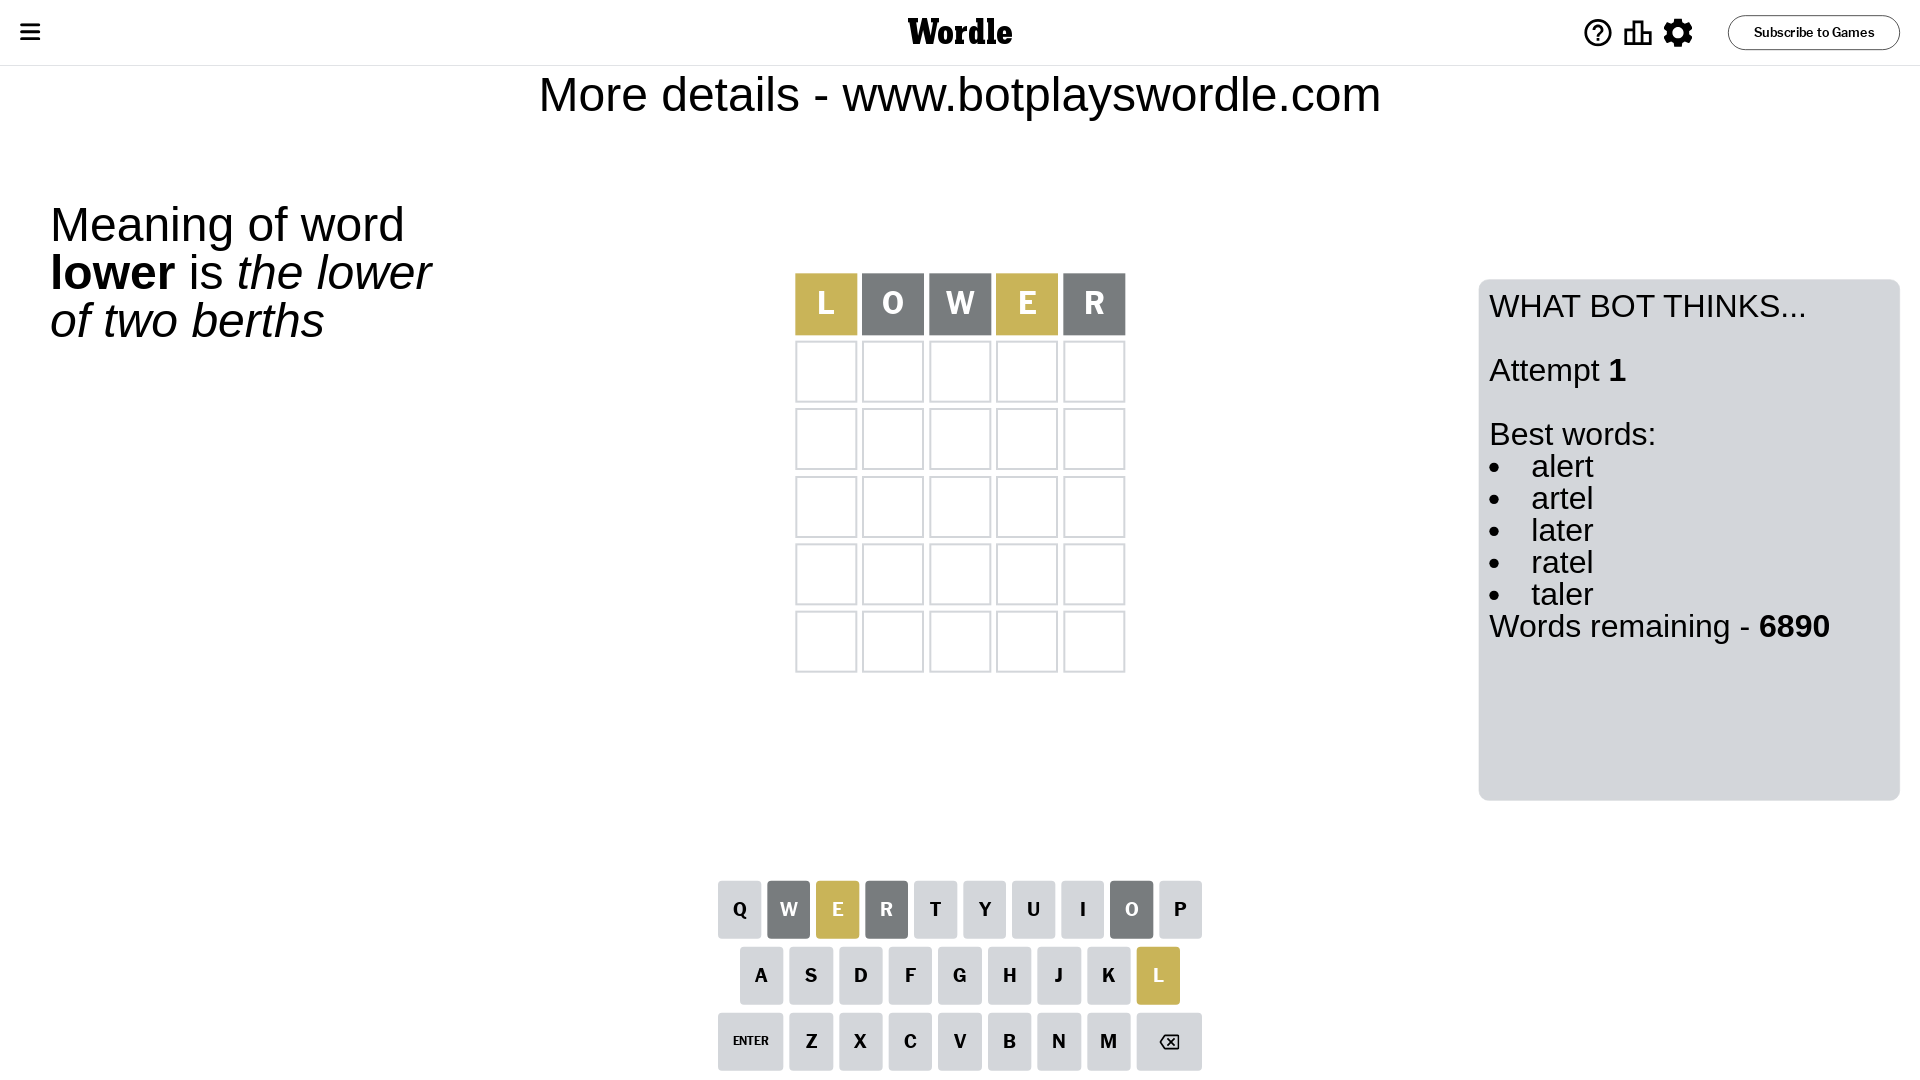 Wordle
Subscribe to Games
More details - www.botplayswordle.com
Meaning of word
lower is the lower
of two berths
L O W E R
WHAT BOT THINKS...
Attempt 1
Best words:
• alert
• artel
• later
• ratel
• taler
Words remaining - 6890
Q W E R T Y U I O P
A S D F G H J K L
ENTER Z X C V B N M